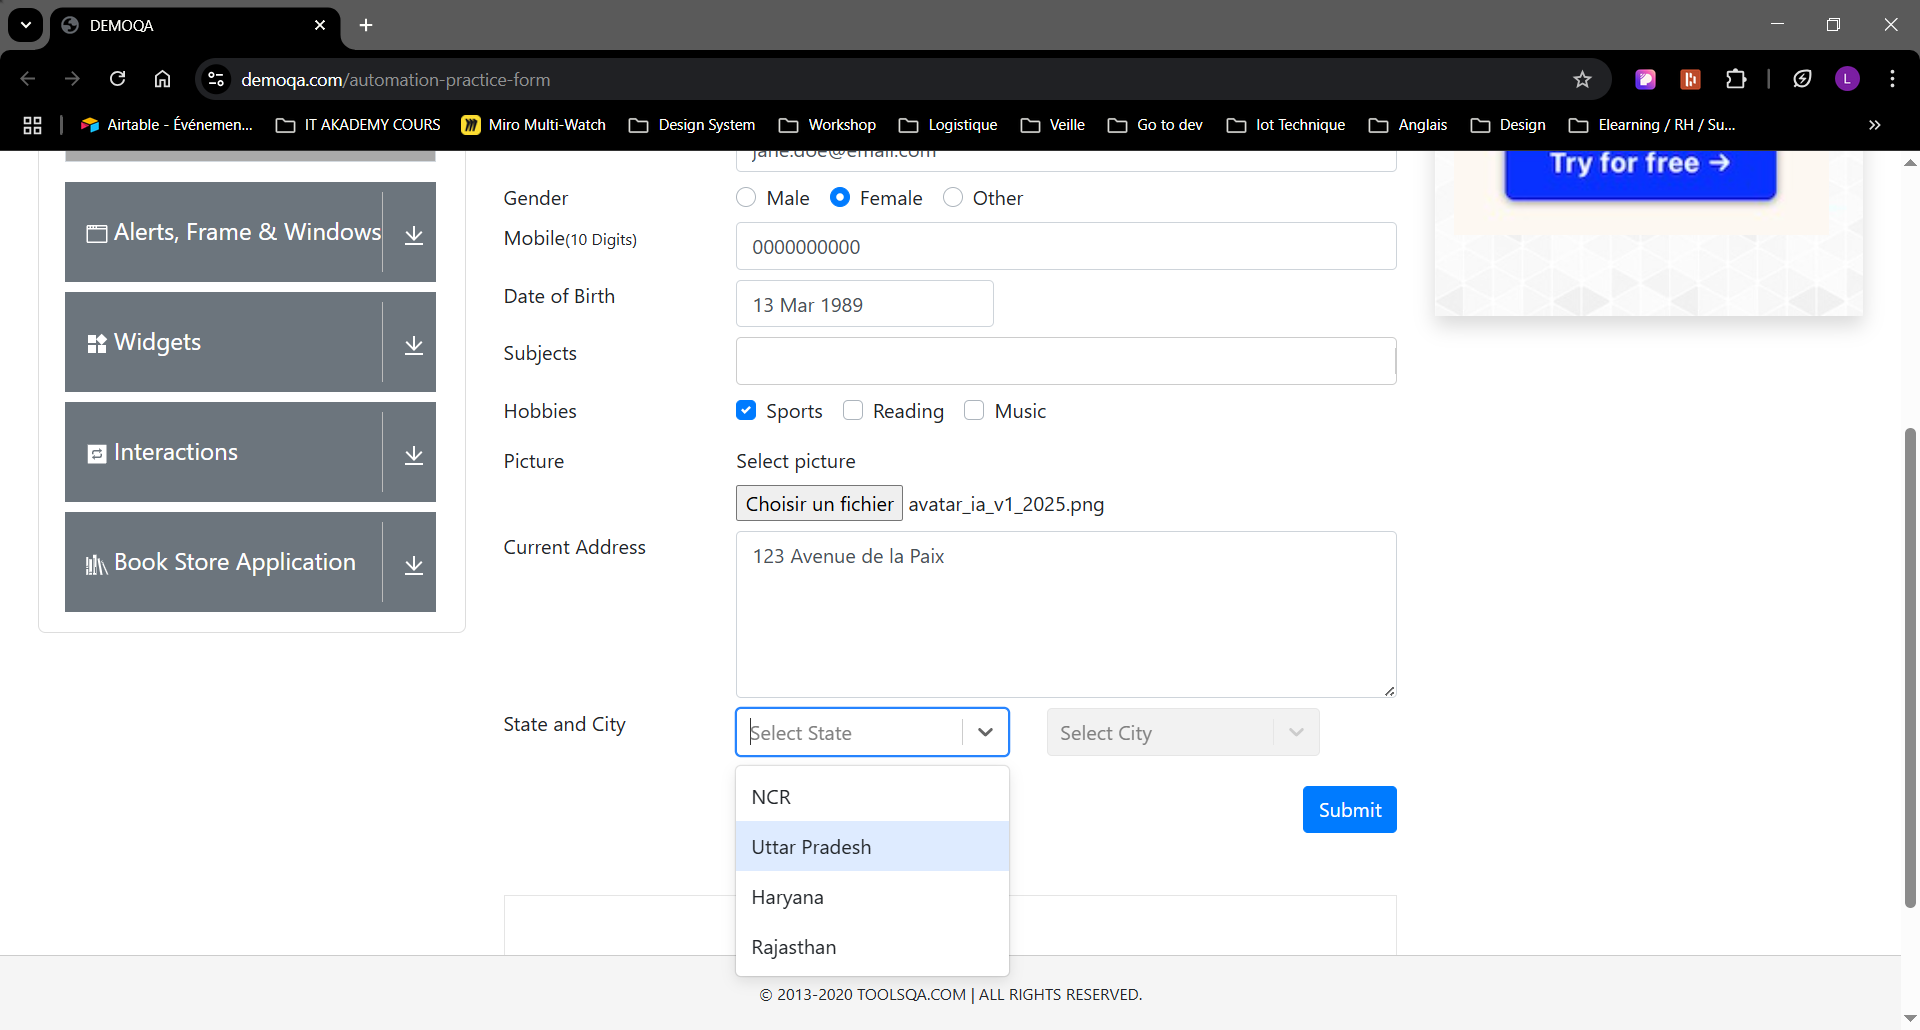 DEMOQA
demoqa.com/automation-practice-form
L
Airtable - Événemen... IT AKADEMY COURS Miro Multi-Watch Design System Workshop Logistique Veille Go to dev Iot Technique Anglais Design Elearning / RH / Su...
jane.doe@email.com
Try for free →
Gender Male Female Other
Alerts, Frame & Windows
Mobile(10 Digits) 0000000000
Date of Birth 13 Mar 1989
Widgets
Subjects
Hobbies Sports Reading Music
Interactions
Picture Select picture
Choisir un fichier avatar_ia_v1_2025.png
Book Store Application
Current Address 123 Avenue de la Paix
State and City Select State Select City
NCR
Submit
Uttar Pradesh
Haryana
Rajasthan
© 2013-2020 TOOLSQA.COM | ALL RIGHTS RESERVED.